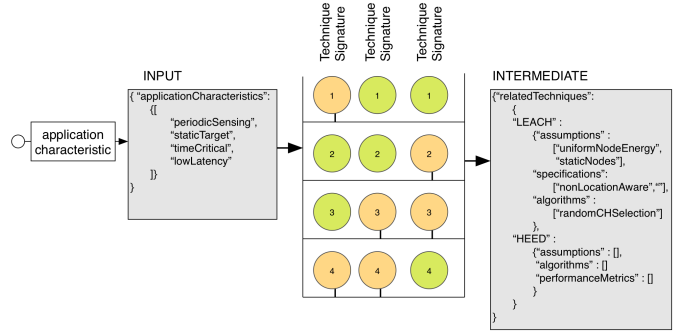 application
characteristic
INPUT
{ “applicationCharacteristics”:
{[
“periodicSensing”,
“staticTarget”,
“timeCritical”,
“lowLatency”
]}
}
Technique
Signature
Technique
Signature
Technique
Signature
1 1 1
2 2 2
3 3 3
4 4 4
INTERMEDIATE
{“relatedTechniques”:
{
“LEACH” :
{“assumptions” :
[“uniformNodeEnergy”,
“staticNodes”],
“specifications”:
[“nonLocationAware”,“”],
“algorithms” :
[“randomCHSelection”]
},
“HEED” :
{“assumptions” : [],
“algorithms” : []
“performanceMetrics” : []
}
}
}